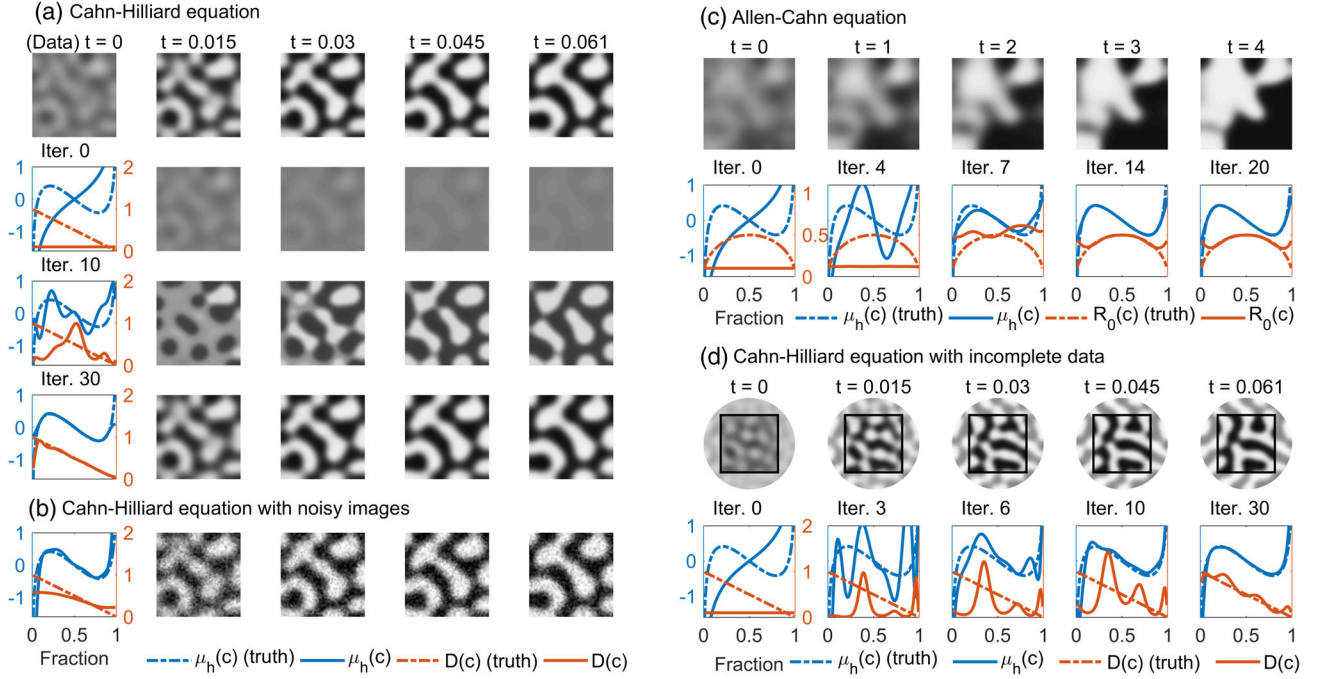 (a) Cahn-Hilliard equation
(Data) t = 0 t = 0.015 t = 0.03 t = 0.045 t = 0.061
Iter. 0
1 2
0 1
-1 0
Iter. 10
1 2
0 1
-1 0
Iter. 30
1 2
0 1
-1 0
(b) Cahn-Hilliard equation with noisy images
1 2
0 1
-1 0
0 0.5 1
Fraction
μh(c) (truth) μh(c) D(c) (truth) D(c)
(c) Allen-Cahn equation
t = 0 t = 1 t = 2 t = 3 t = 4
Iter. 0 Iter. 4 Iter. 7 Iter. 14 Iter. 20
1 1
0 0.5
-1 0
0 0.5 1 0 0.5 1 0 0.5 1 0 0.5 1 0 0.5 1
Fraction μh(c) (truth) μh(c) R0(c) (truth) R0(c)
(d) Cahn-Hilliard equation with incomplete data
t = 0 t = 0.015 t = 0.03 t = 0.045 t = 0.061
Iter. 0 Iter. 3 Iter. 6 Iter. 10 Iter. 30
1 2
0 1
-1 0
0 0.5 1 0 0.5 1 0 0.5 1 0 0.5 1 0 0.5 1
Fraction μh(c) (truth) μh(c) D(c) (truth) D(c)